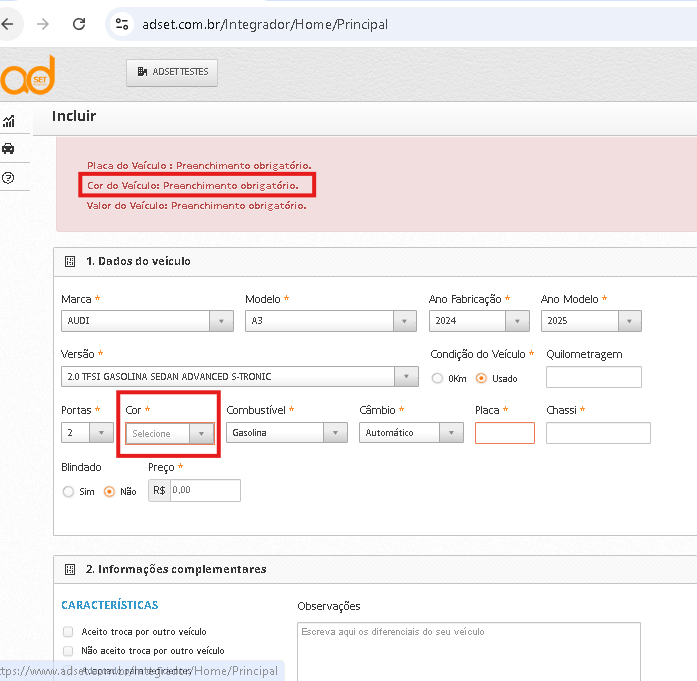 adset.com.br/Integrador/Home/Principal
ad SET
ADSET TESTES
Incluir
Placa do Veículo : Preenchimento obrigatório.
Cor do Veículo: Preenchimento obrigatório.
Valor do Veículo: Preenchimento obrigatório.
1. Dados do veículo
Marca * Modelo * Ano Fabricação * Ano Modelo *
AUDI A3 2024 2025
Versão * Condição do Veículo * Quilometragem
2.0 TFSI GASOLINA SEDAN ADVANCED S-TRONIC 0Km Usado
Portas * Cor * Combustível * Câmbio * Placa * Chassi *
2 Selecione Gasolina Automático
Blindado Preço *
Sim Não R$ 0,00
2. Informações complementares
CARACTERÍSTICAS Observações
Aceito troca por outro veículo Escreva aqui os diferenciais do seu veículo
Não aceito troca por outro veículo
ttps://www.adset.com.br/Integrador/Home/Principal